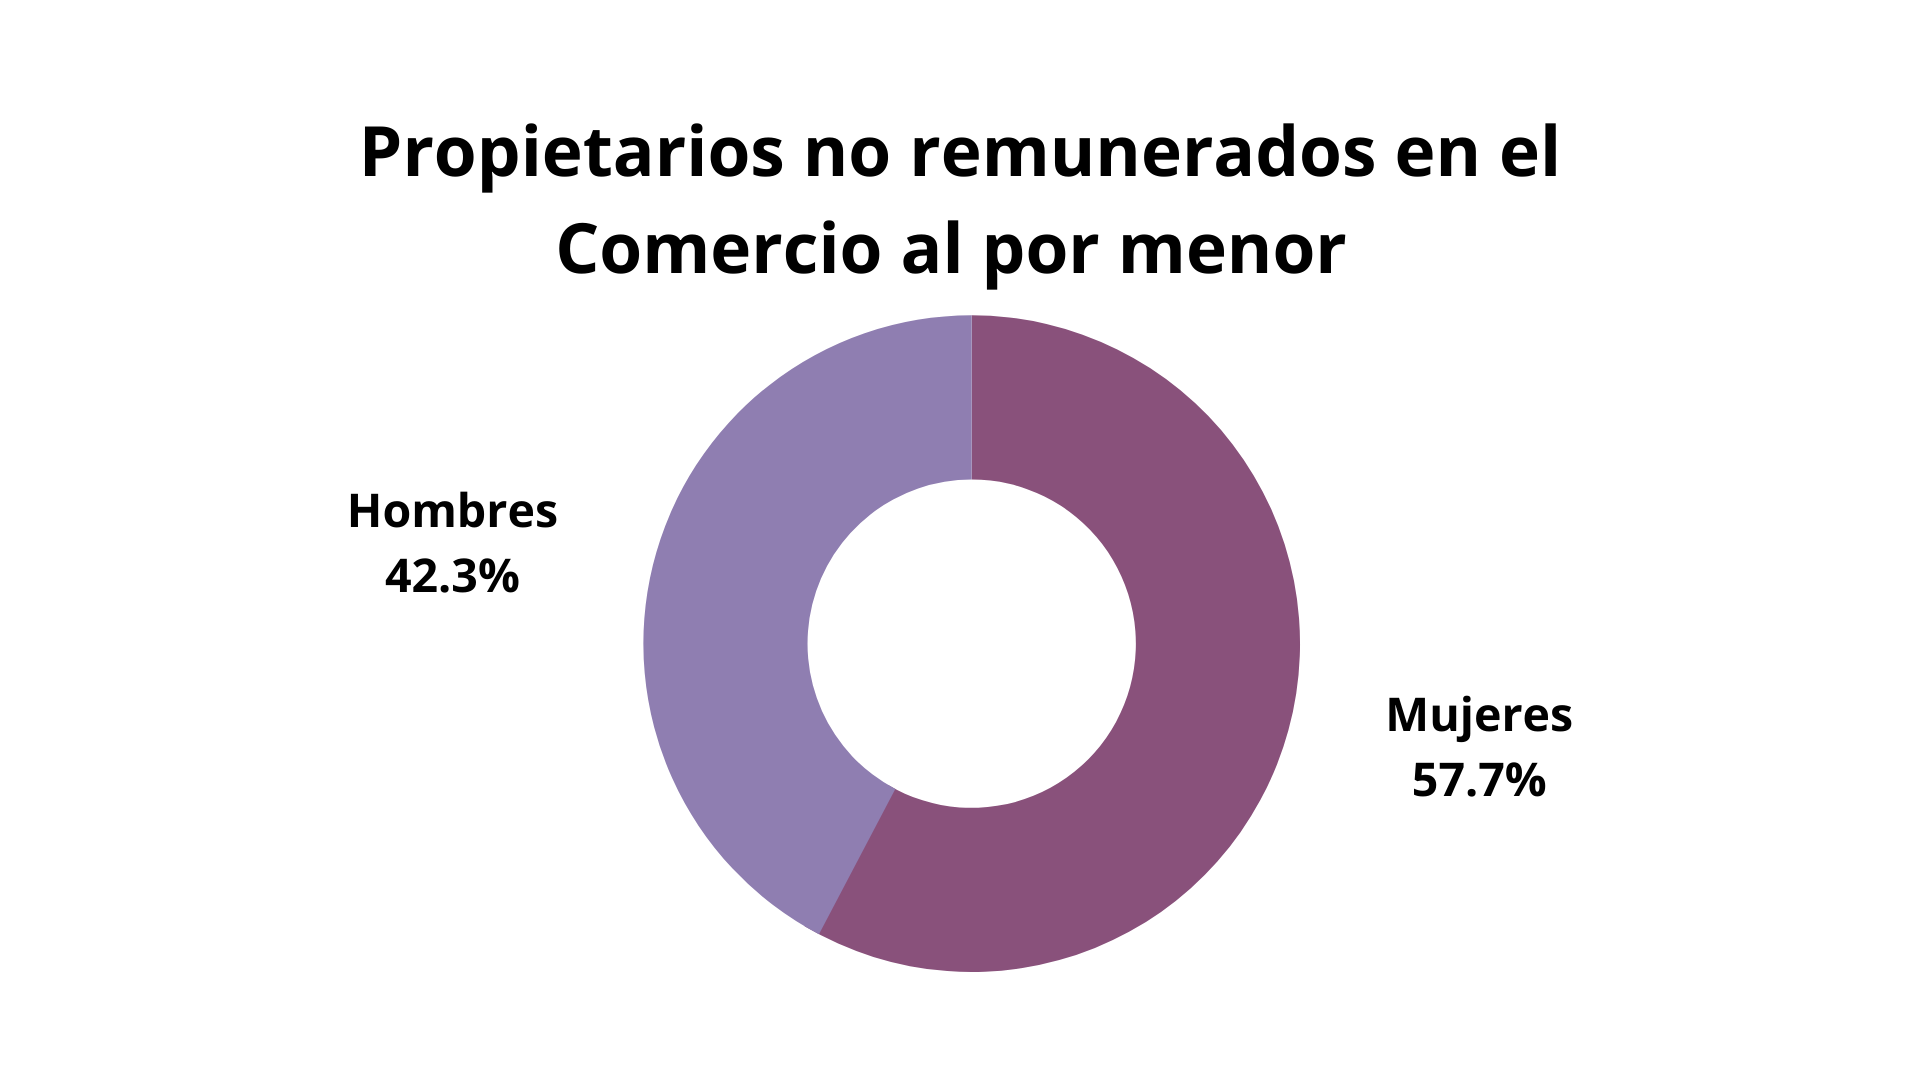 Propietarios no remunerados en el
Comercio al por menor
Hombres
42.3%
Mujeres
57.7%